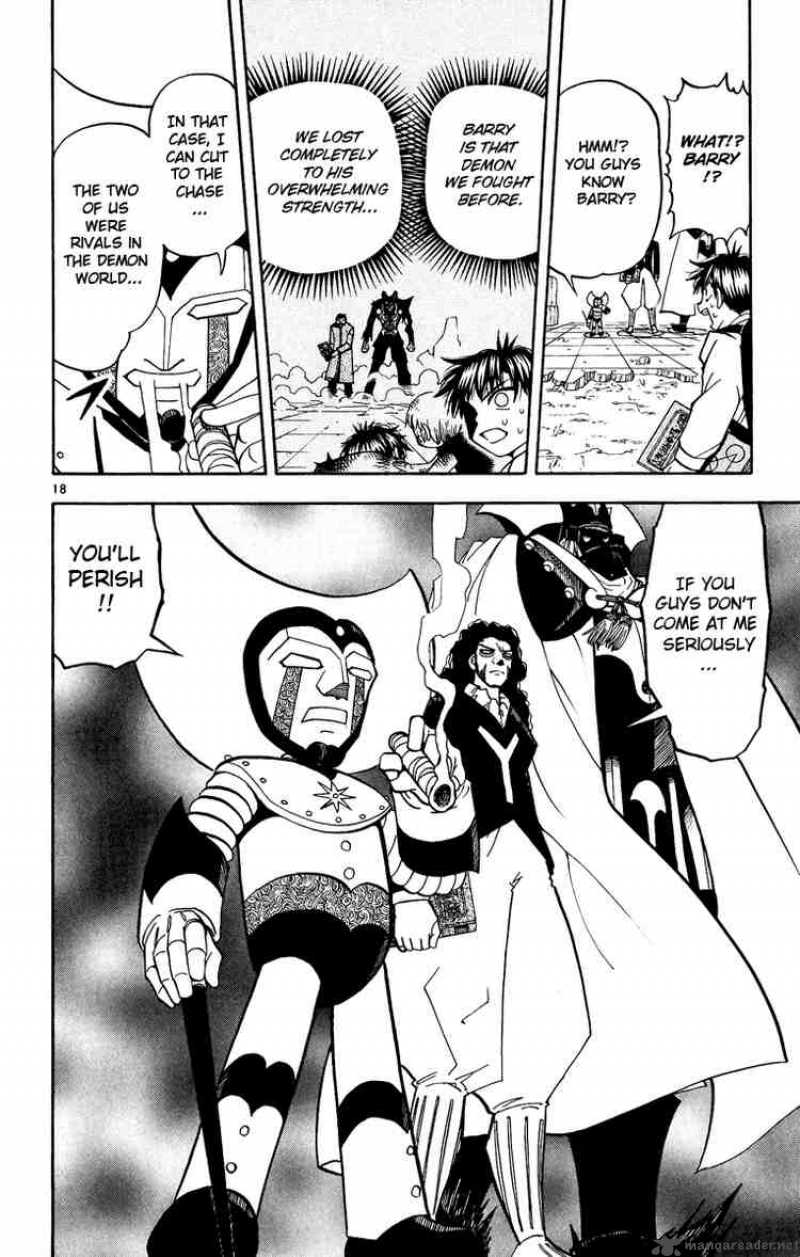 WHAT!?
BARRY
!?
HMM!?
YOU GUYS
KNOW
BARRY?
BARRY
IS THAT
DEMON
WE FOUGHT
BEFORE.
WE LOST
COMPLETELY
TO HIS
OVERWHELMING
STRENGTH...
IN THAT
CASE, I
CAN CUT
TO THE
CHASE
...
THE TWO
OF US
WERE
RIVALS IN
THE DEMON
WORLD...
18
IF YOU
GUYS DON'T
COME AT ME
SERIOUSLY
...
YOU'LL
PERISH
!!
Y
mangareader.net